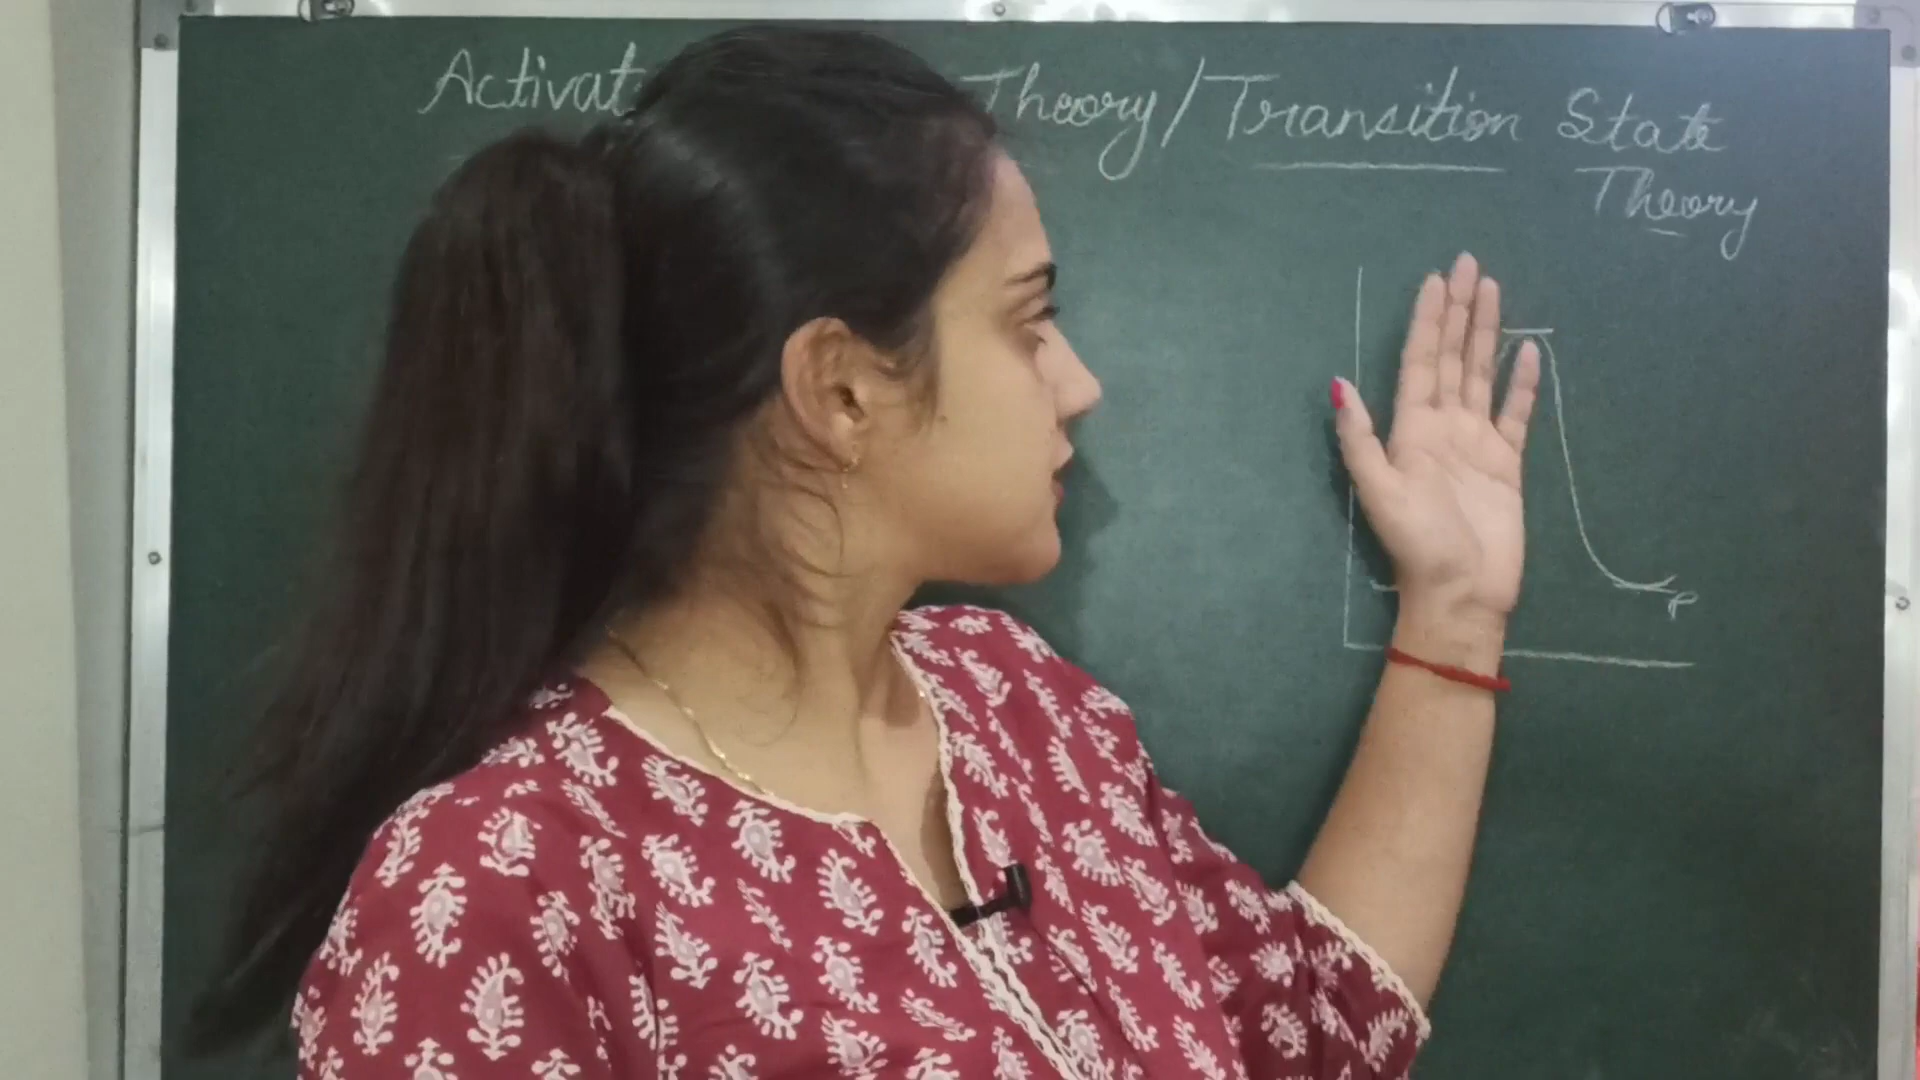 Activat Theory/Transition State
Theory
P